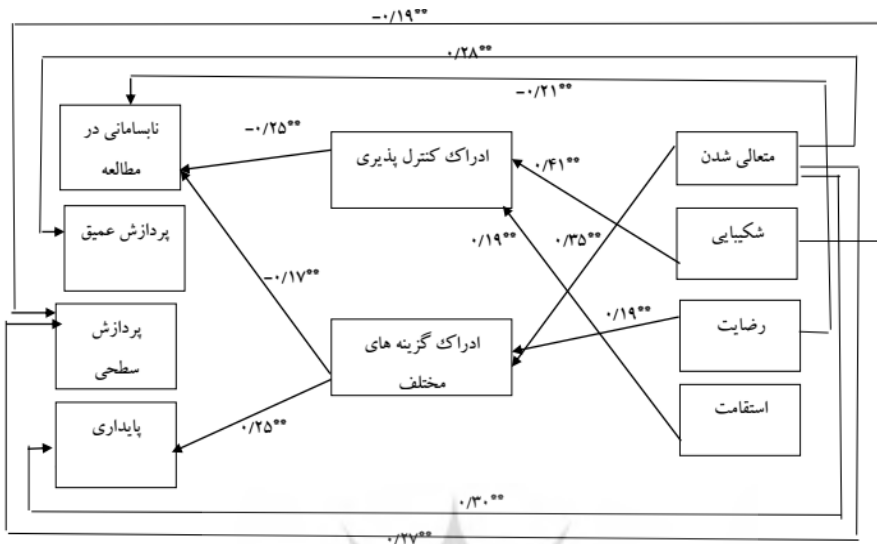 -۰/۱۹**
۰/۲۸**
-۰/۲۱**
نابسامانی در
مطالعه
-۰/۲۵**
ادراک کنترل پذیری
متعالی شدن
۰/۴۱**
پردازش عمیق
شکیبایی
۰/۱۹**
۰/۳۵**
-۰/۱۷**
پردازش
سطحی
ادراک گزینه های
مختلف
۰/۱۹**
رضایت
استقامت
پایداری
۰/۲۵**
۰/۳۰**
۰/۲۷**